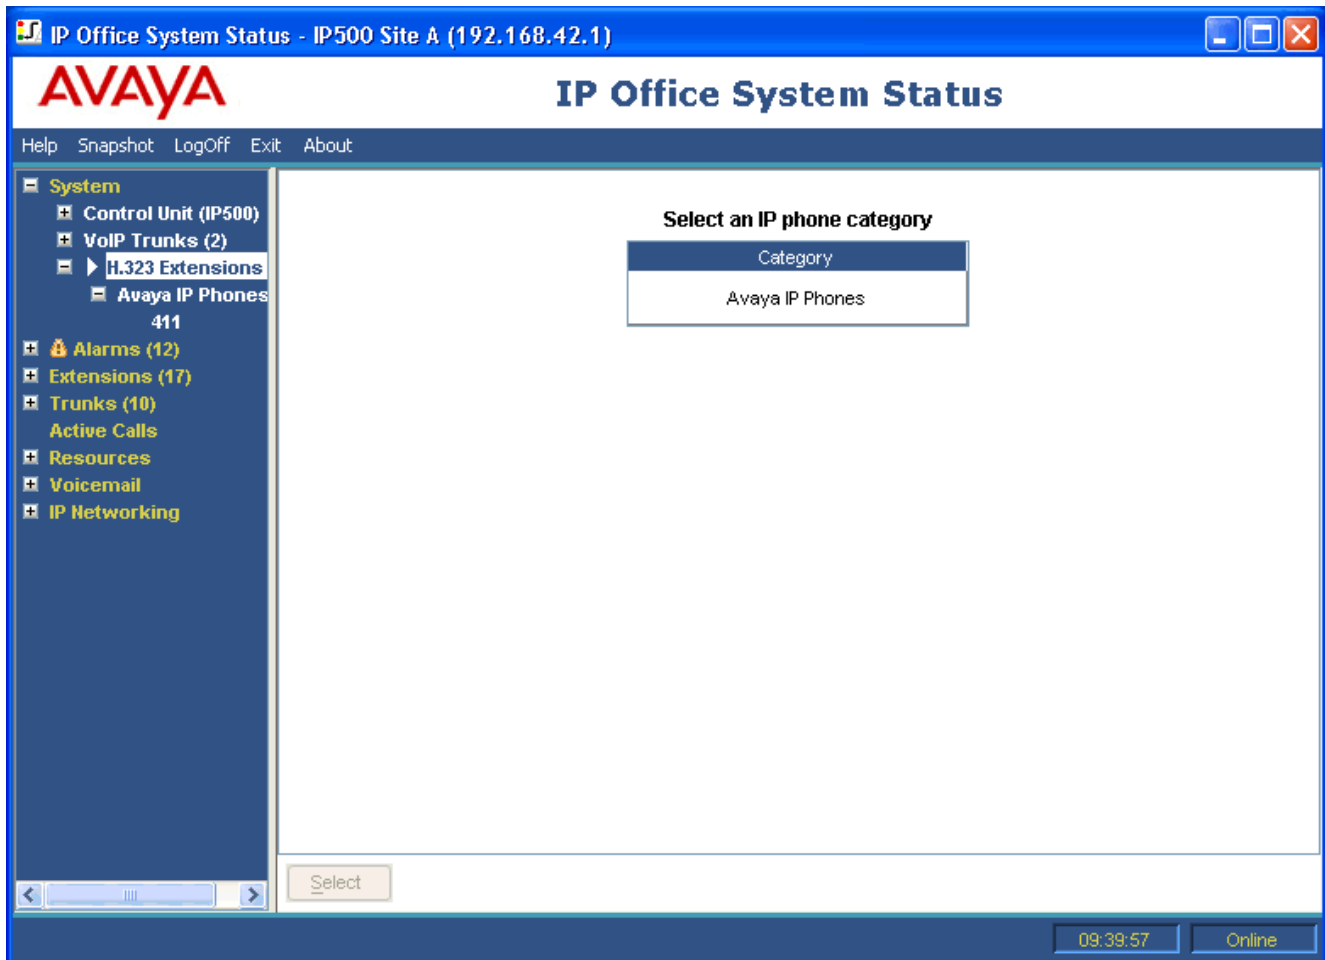 IP Office System Status - IP500 Site A (192.168.42.1)
AVAYA
IP Office System Status
Help Snapshot LogOff Exit About
System
Control Unit (IP500)
VoIP Trunks (2)
H.323 Extensions
Avaya IP Phones
411
Alarms (12)
Extensions (17)
Trunks (10)
Active Calls
Resources
Voicemail
IP Networking
Select an IP phone category
Category
Avaya IP Phones
Select
09:39:57
Online